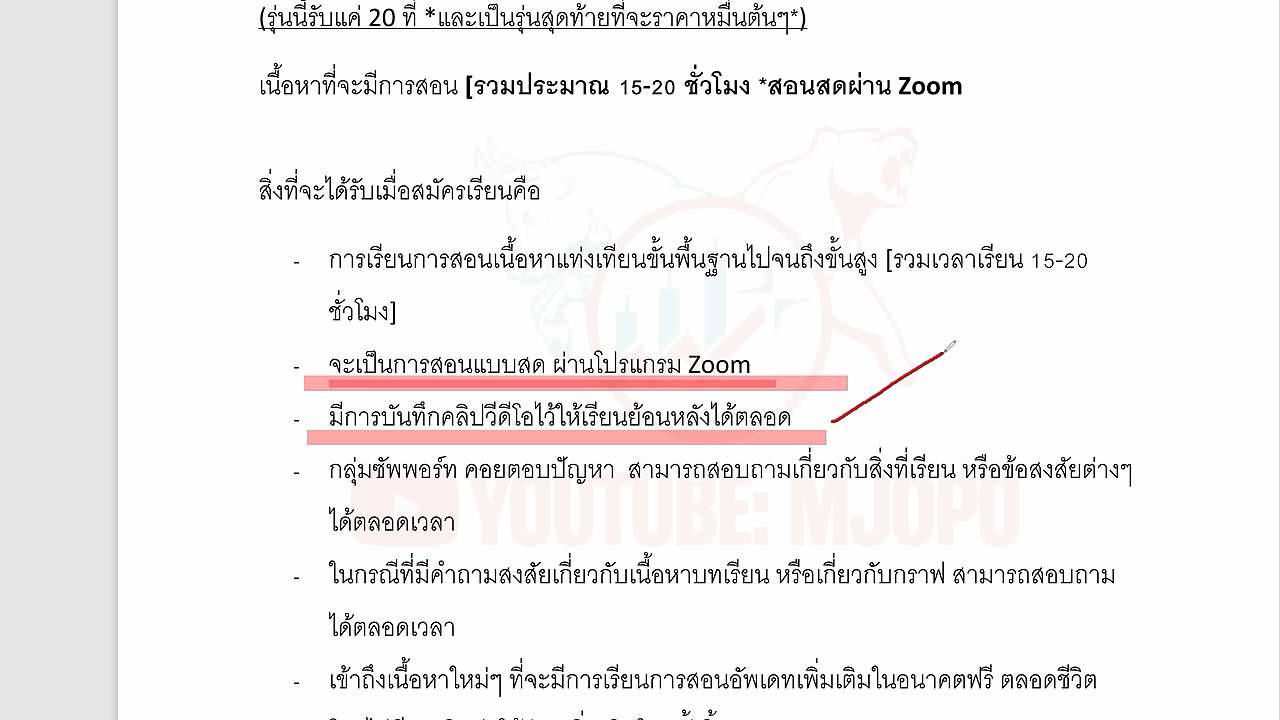 (รุ่นนี้รับแค่ 20 ที่ *และเป็นรุ่นสุดท้ายที่จะราคาหมื่นต้นๆ*)
เนื้อหาที่จะมีการสอน [รวมประมาณ 15-20 ชั่วโมง *สอนสดผ่าน Zoom
สิ่งที่จะได้รับเมื่อสมัครเรียนคือ
- การเรียนการสอนเนื้อหาแท่งเทียนขั้นพื้นฐานไปจนถึงขั้นสูง [รวมเวลาเรียน 15-20
ชั่วโมง]
- จะเป็นการสอนแบบสด ผ่านโปรแกรม Zoom
- มีการบันทึกคลิปวีดีโอไว้ให้เรียนย้อนหลังได้ตลอด
- กลุ่มซัพพอร์ท คอยตอบปัญหา สามารถสอบถามเกี่ยวกับสิ่งที่เรียน หรือข้อสงสัยต่างๆ
YOUTUBE: MJOPO
ได้ตลอดเวลา
- ในกรณีที่มีคำถามสงสัยเกี่ยวกับเนื้อหาบทเรียน หรือเกี่ยวกับกราฟ สามารถสอบถาม
ได้ตลอดเวลา
- เข้าถึงเนื้อหาใหม่ๆ ที่จะมีการเรียนการสอนอัพเดทเพิ่มเติมในอนาคตฟรี ตลอดชีวิต